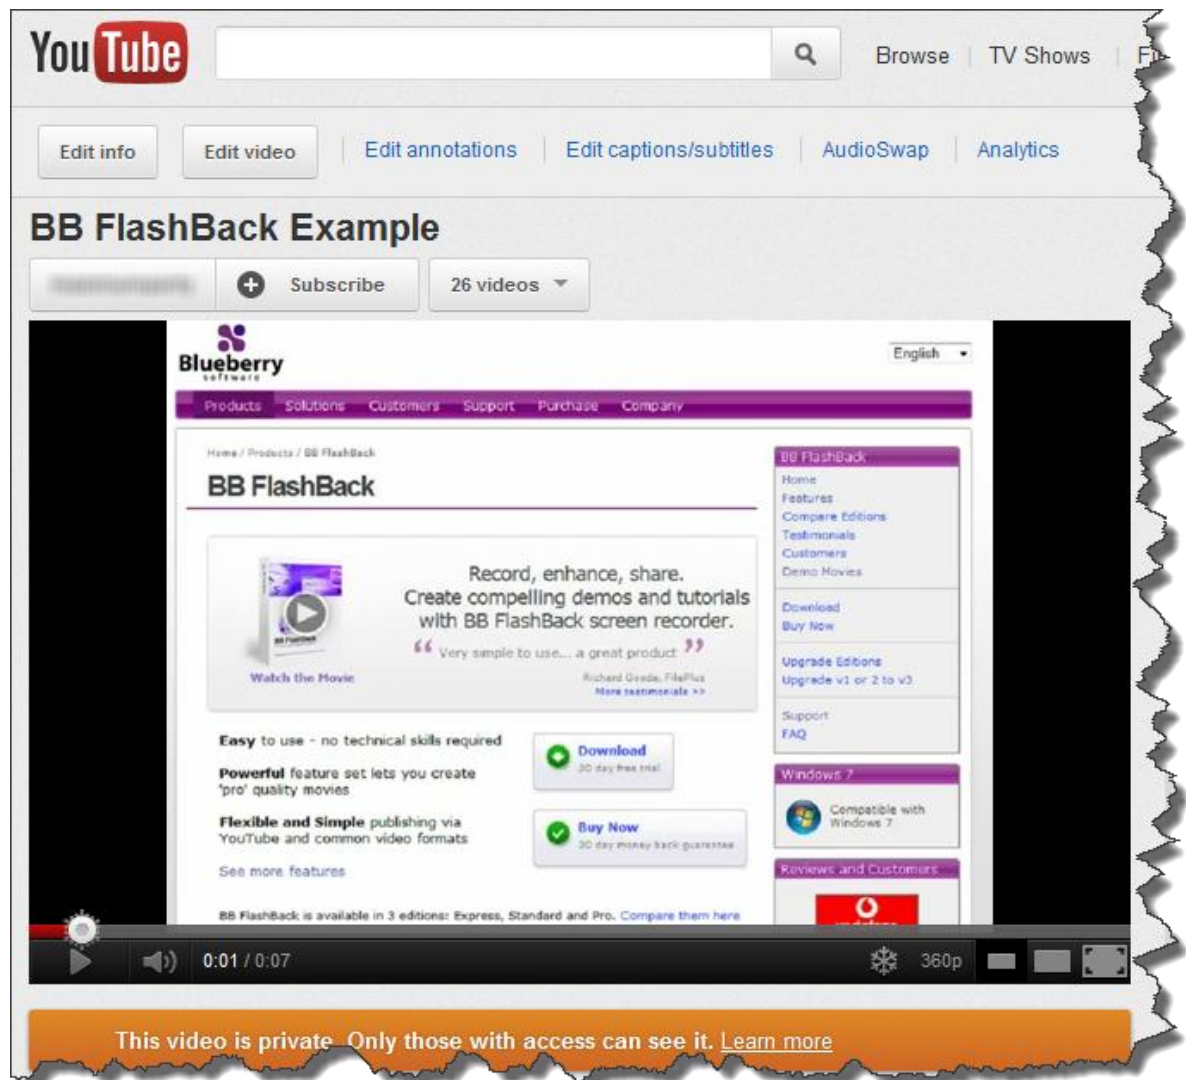 YouTube
Browse TV Shows
Edit info Edit video Edit annotations Edit captions/subtitles AudioSwap Analytics
BB FlashBack Example
Subscribe 26 videos
Blueberry
software
English
Products Solutions Customers Support Purchase Company
Home / Products / BB FlashBack
BB FlashBack
BB FlashBack
Record, enhance, share.
Create compelling demos and tutorials
with BB FlashBack screen recorder.
“ Very simple to use... a great product ”
Richard Goode, FilePlus
More testimonials >>
Watch the Movie
Easy to use - no technical skills required
Powerful feature set lets you create
'pro' quality movies
Flexible and Simple publishing via
YouTube and common video formats
See more features
Download
30 day free trial
Buy Now
30 day money back guarantee
BB FlashBack is available in 3 editions: Express, Standard and Pro. Compare them here
BB FlashBack
Home
Features
Compare Editions
Testimonials
Customers
Demo Movies
Download
Buy Now
Upgrade Editions
Upgrade v1 or 2 to v3
Support
FAQ
Windows 7
Compatible with
Windows 7
Reviews and Customers
vodafone
0:01 / 0:07 360p
This video is private. Only those with access can see it. Learn more